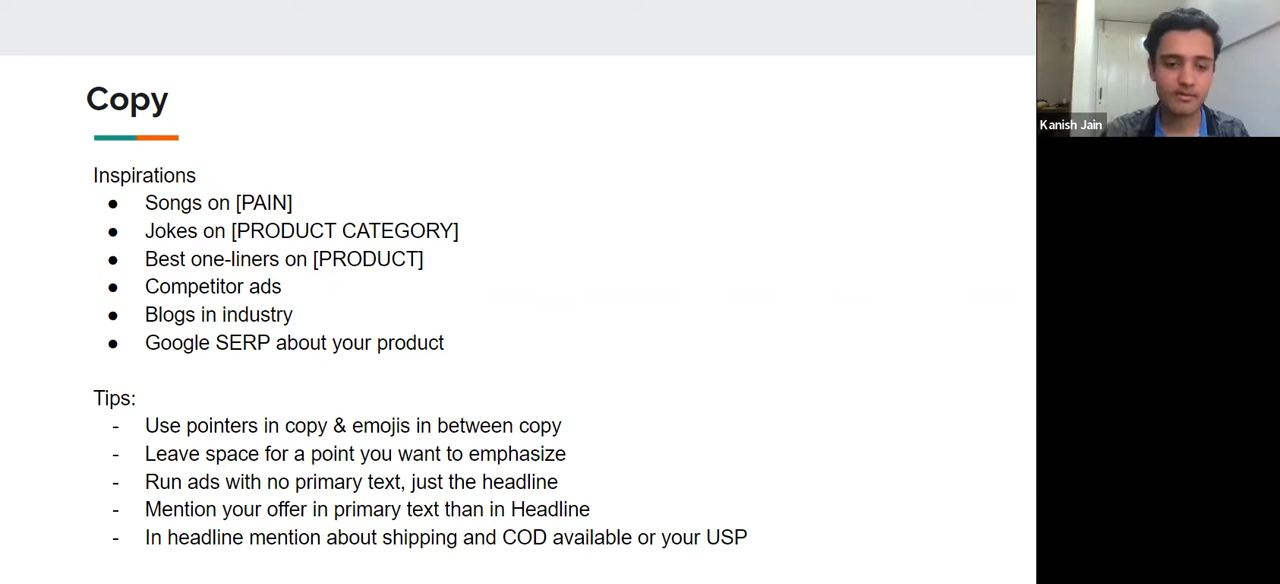 Copy
Inspirations
● Songs on [PAIN]
● Jokes on [PRODUCT CATEGORY]
● Best one-liners on [PRODUCT]
● Competitor ads
● Blogs in industry
● Google SERP about your product
Tips:
- Use pointers in copy & emojis in between copy
- Leave space for a point you want to emphasize
- Run ads with no primary text, just the headline
- Mention your offer in primary text than in Headline
- In headline mention about shipping and COD available or your USP
Kanish Jain